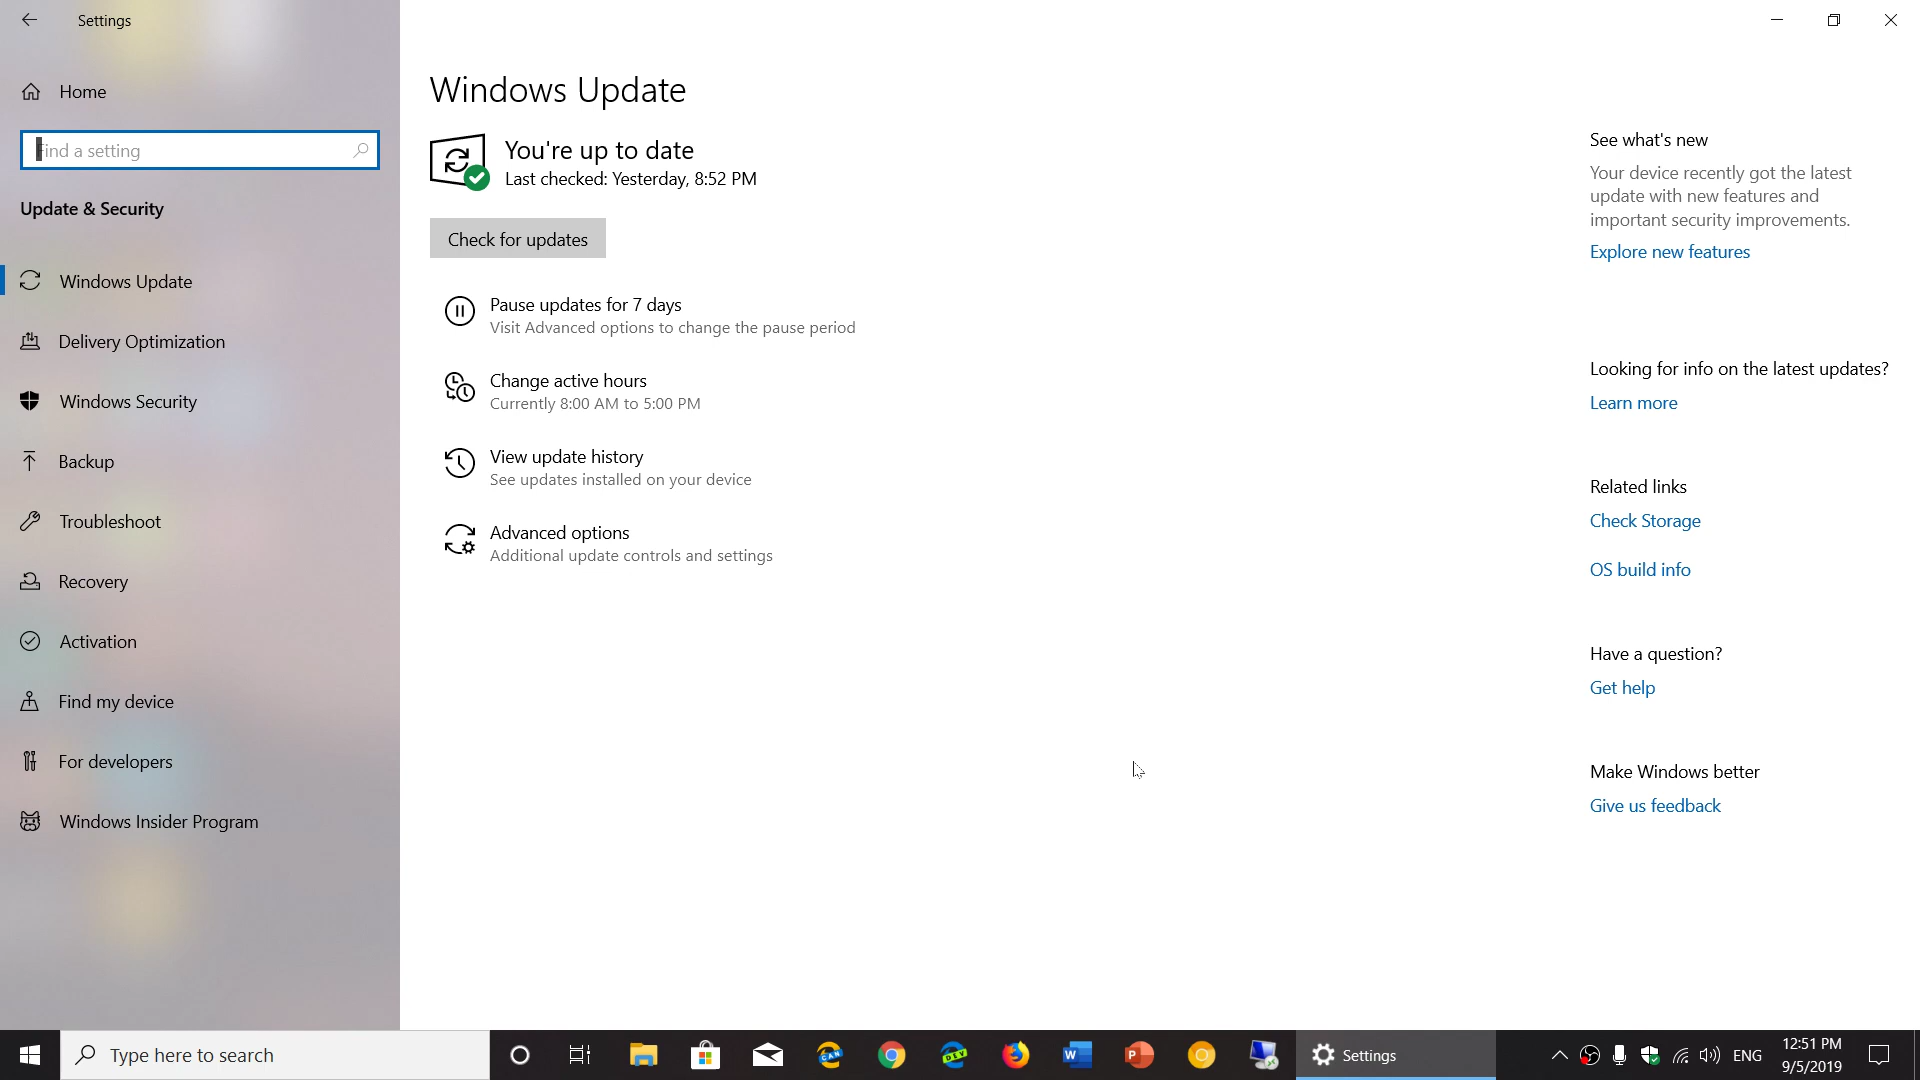 Settings
Home
Find a setting
Update & Security
Windows Update
Delivery Optimization
Windows Security
Backup
Troubleshoot
Recovery
Activation
Find my device
For developers
Windows Insider Program
Windows Update
You're up to date
Last checked: Yesterday, 8:52 PM
Check for updates
Pause updates for 7 days
Visit Advanced options to change the pause period
Change active hours
Currently 8:00 AM to 5:00 PM
View update history
See updates installed on your device
Advanced options
Additional update controls and settings
See what's new
Your device recently got the latest
update with new features and
important security improvements.
Explore new features
Looking for info on the latest updates?
Learn more
Related links
Check Storage
OS build info
Have a question?
Get help
Make Windows better
Give us feedback
Type here to search
CAN
DEV
W
P
Settings
ENG
12:51 PM
9/5/2019